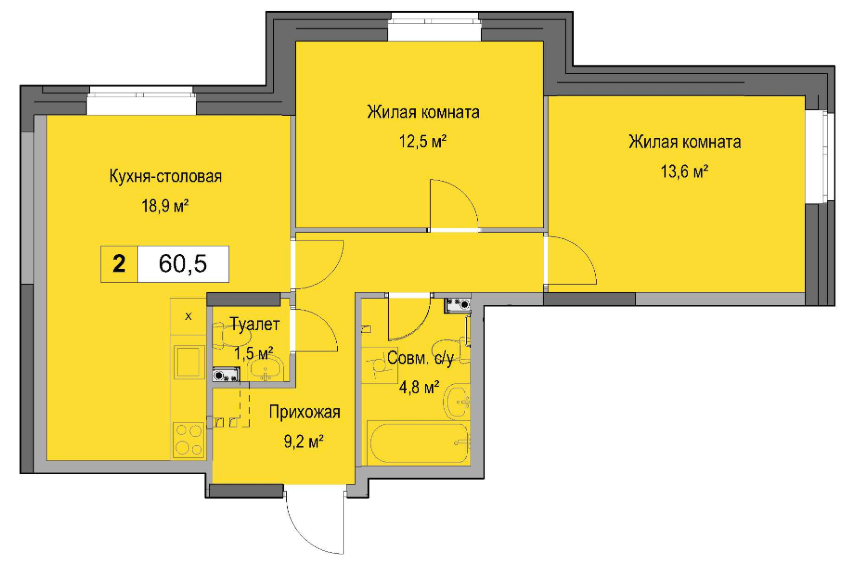 Жилая комната
12,5 м²
Жилая комната
13,6 м²
Кухня-столовая
18,9 м²
2 60,5
х
Туалет
1,5 м²
Совм. с/у
4,8 м²
Прихожая
9,2 м²